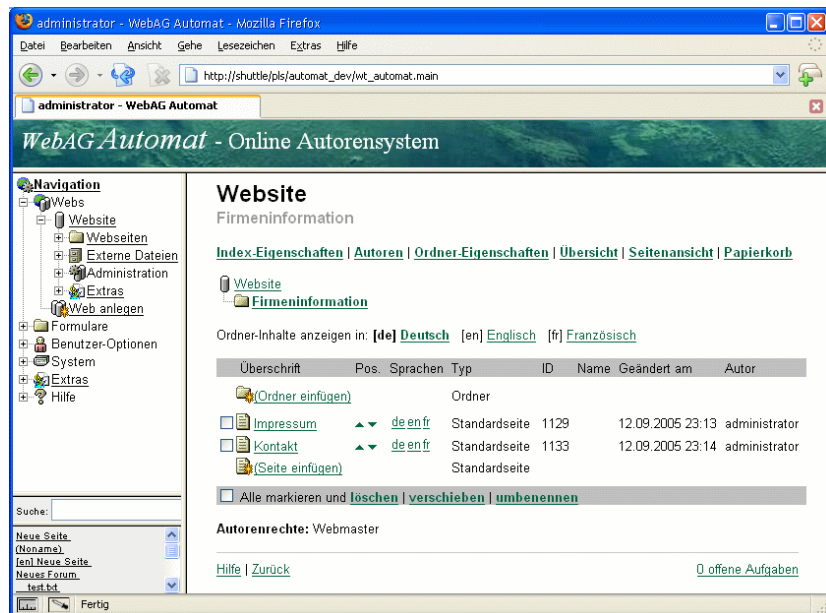 administrator - WebAG Automat - Mozilla Firefox
Datei Bearbeiten Ansicht Gehe Lesezeichen Extras Hilfe
http://shuttle/pls/automat_dev/wt_automat.main
administrator - WebAG Automat
WebAG Automat - Online Autorensystem
Navigation
Webs
Website
Webseiten
Externe Dateien
Administration
Extras
Web anlegen
Formulare
Benutzer-Optionen
System
Extras
Hilfe
Suche:
Neue Seite
(Noname)
[en] Neue Seite
Neues Forum
test.txt
Website
Firmeninformation
Index-Eigenschaften | Autoren | Ordner-Eigenschaften | Übersicht | Seitenansicht | Papierkorb
Website
Firmeninformation
Ordner-Inhalte anzeigen in: [de] Deutsch [en] Englisch [fr] Französisch
Überschrift Pos. Sprachen Typ ID Name Geändert am Autor
(Ordner einfügen) Ordner
Impressum de en fr Standardseite 1129 12.09.2005 23:13 administrator
Kontakt de en fr Standardseite 1133 12.09.2005 23:14 administrator
(Seite einfügen) Standardseite
Alle markieren und löschen | verschieben | umbenennen
Autorenrechte: Webmaster
Hilfe | Zurück 0 offene Aufgaben
Fertig